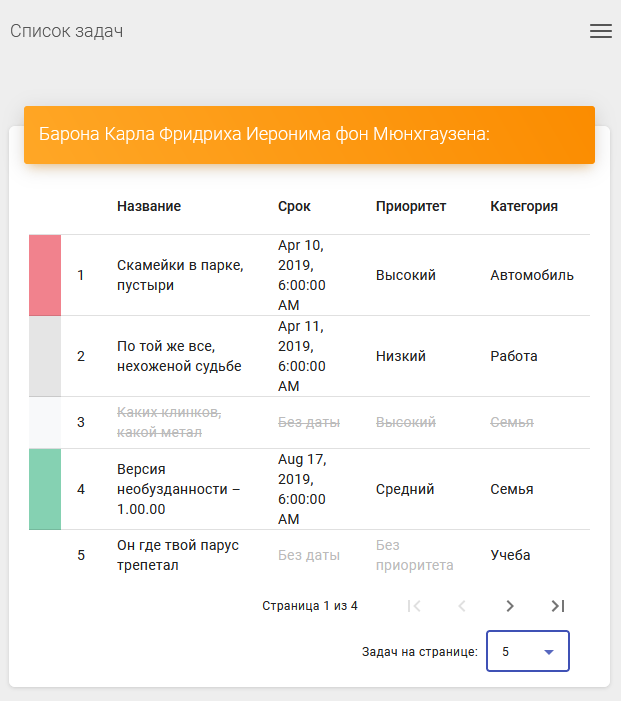 Список задач
Барона Карла Фридриха Иеронима фон Мюнхгаузена:
Название Срок Приоритет Категория
1 Скамейки в парке, пустыри Apr 10, 2019, 6:00:00 AM Высокий Автомобиль
2 По той же все, нехоженой судьбе Apr 11, 2019, 6:00:00 AM Низкий Работа
3 Каких клинков, какой метал Без даты Высокий Семья
4 Версия необузданности – 1.00.00 Aug 17, 2019, 6:00:00 AM Средний Семья
5 Он где твой парус трепетал Без даты Без приоритета Учеба
Страница 1 из 4
Задач на странице: 5